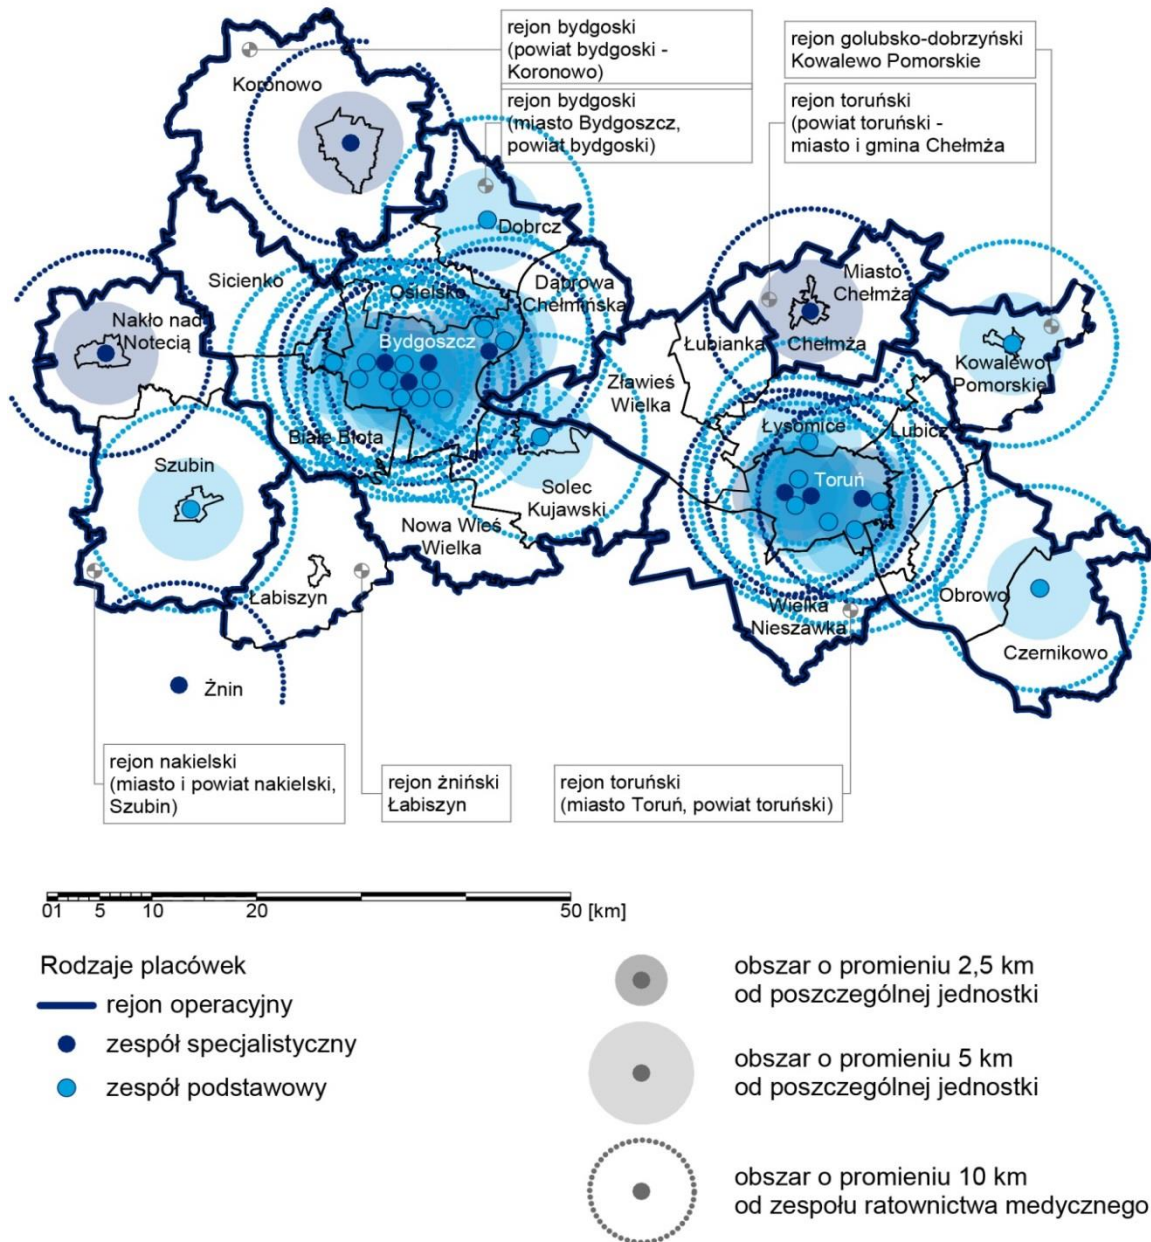 rejon bydgoski
(powiat bydgoski -
Koronowo)
rejon bydgoski
(miasto Bydgoszcz,
powiat bydgoski)
rejon golubsko-dobrzyński
Kowalewo Pomorskie
rejon toruński
(powiat toruński -
miasto i gmina Chełmża
Koronowo
Dobrcz
Sicienko
Osielsko
Dąbrowa
Chełmińska
Miasto
Chełmża
Nakło nad
Notecią
Bydgoszcz
Łubianka
Chełmża
Kowalewo
Pomorskie
Zławieś
Wielka
Białe Błota
Łysomice
Lubicz
Szubin
Solec
Kujawski
Toruń
Nowa Wieś
Wielka
Łabiszyn
Wielka
Nieszawka
Obrowo
Czernikowo
Żnin
rejon nakielski
(miasto i powiat nakielski,
Szubin)
rejon żniński
Łabiszyn
rejon toruński
(miasto Toruń, powiat toruński)
01 5 10 20 50 [km]
Rodzaje placówek
rejon operacyjny
zespół specjalistyczny
zespół podstawowy
obszar o promieniu 2,5 km
od poszczególnej jednostki
obszar o promieniu 5 km
od poszczególnej jednostki
obszar o promieniu 10 km
od zespołu ratownictwa medycznego